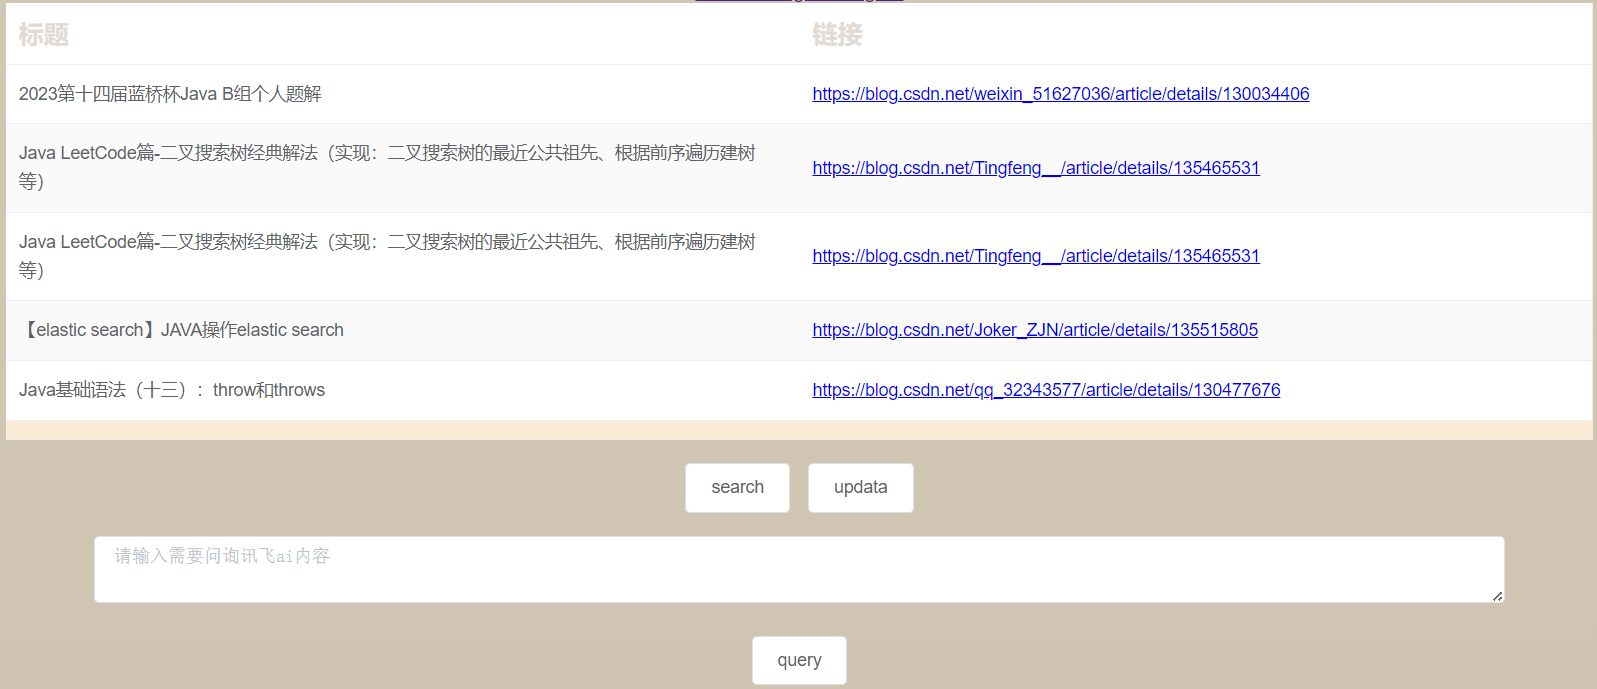 标题 链接
2023第十四届蓝桥杯Java B组个人题解 https://blog.csdn.net/weixin_51627036/article/details/130034406
Java LeetCode篇-二叉搜索树经典解法（实现：二叉搜索树的最近公共祖先、根据前序遍历建树
等） https://blog.csdn.net/Tingfeng__/article/details/135465531
Java LeetCode篇-二叉搜索树经典解法（实现：二叉搜索树的最近公共祖先、根据前序遍历建树
等） https://blog.csdn.net/Tingfeng__/article/details/135465531
【elastic search】JAVA操作elastic search https://blog.csdn.net/Joker_ZJN/article/details/135515805
Java基础语法（十三）：throw和throws https://blog.csdn.net/qq_32343577/article/details/130477676
search updata
请输入需要问询讯飞ai内容
query